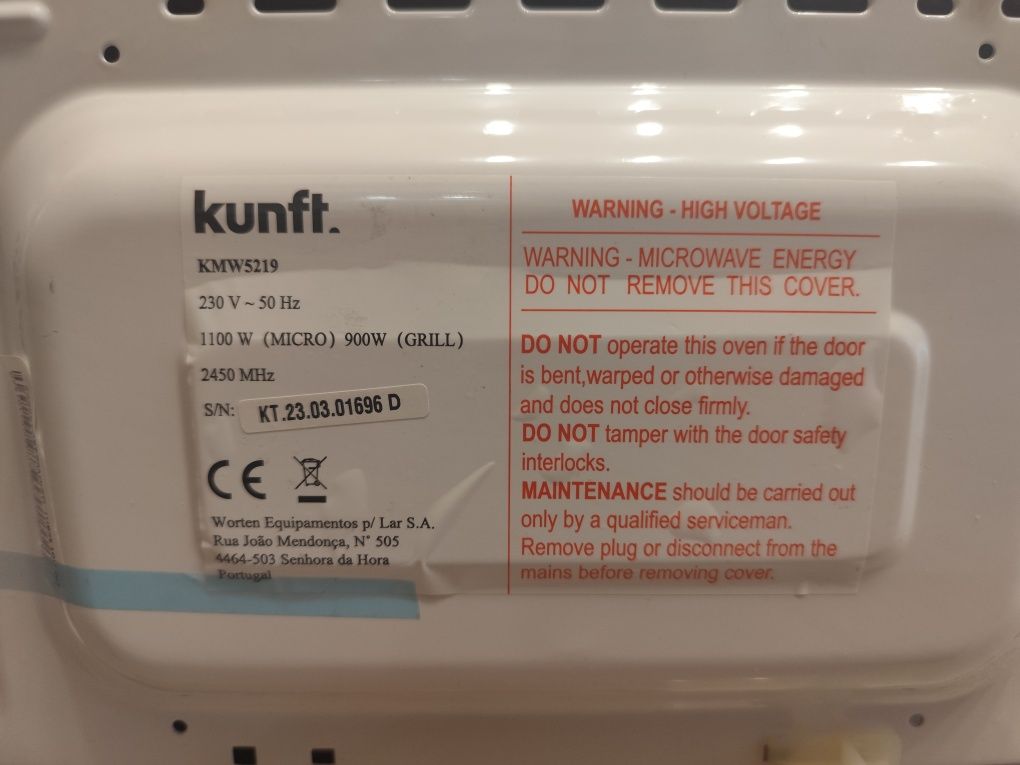 kunft.
KMW5219
230 V ~ 50 Hz
1100 W (MICRO) 900W (GRILL)
2450 MHz
S/N: KT.23.03.01696 D
CE
Worten Equipamentos p/ Lar S.A.
Rua João Mendonça, N° 505
4464-503 Senhora da Hora
Portugal
WARNING - HIGH VOLTAGE
WARNING - MICROWAVE ENERGY
DO NOT REMOVE THIS COVER.
DO NOT operate this oven if the door
is bent,warped or otherwise damaged
and does not close firmly.
DO NOT tamper with the door safety
interlocks.
MAINTENANCE should be carried out
only by a qualified serviceman.
Remove plug or disconnect from the
mains before removing cover.